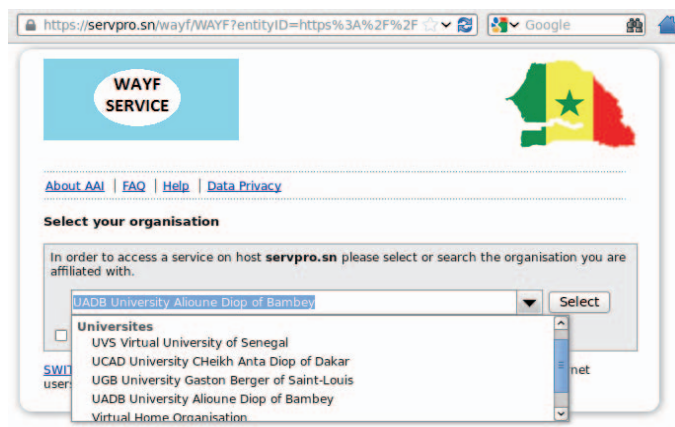 https://servpro.sn/wayf/WAYF?entityID=https%3A%2F%2F
Google
WAYF
SERVICE
About AAI | FAQ | Help | Data Privacy
Select your organisation
In order to access a service on host servpro.sn please select or search the organisation you are
affiliated with.
UADB University Alioune Diop of Bambey
Select
Universites
UVS Virtual University of Senegal
UCAD University CHeikh Anta Diop of Dakar
UGB University Gaston Berger of Saint-Louis
UADB University Alioune Diop of Bambey
Virtual Home Organisation
SWIT
net
user